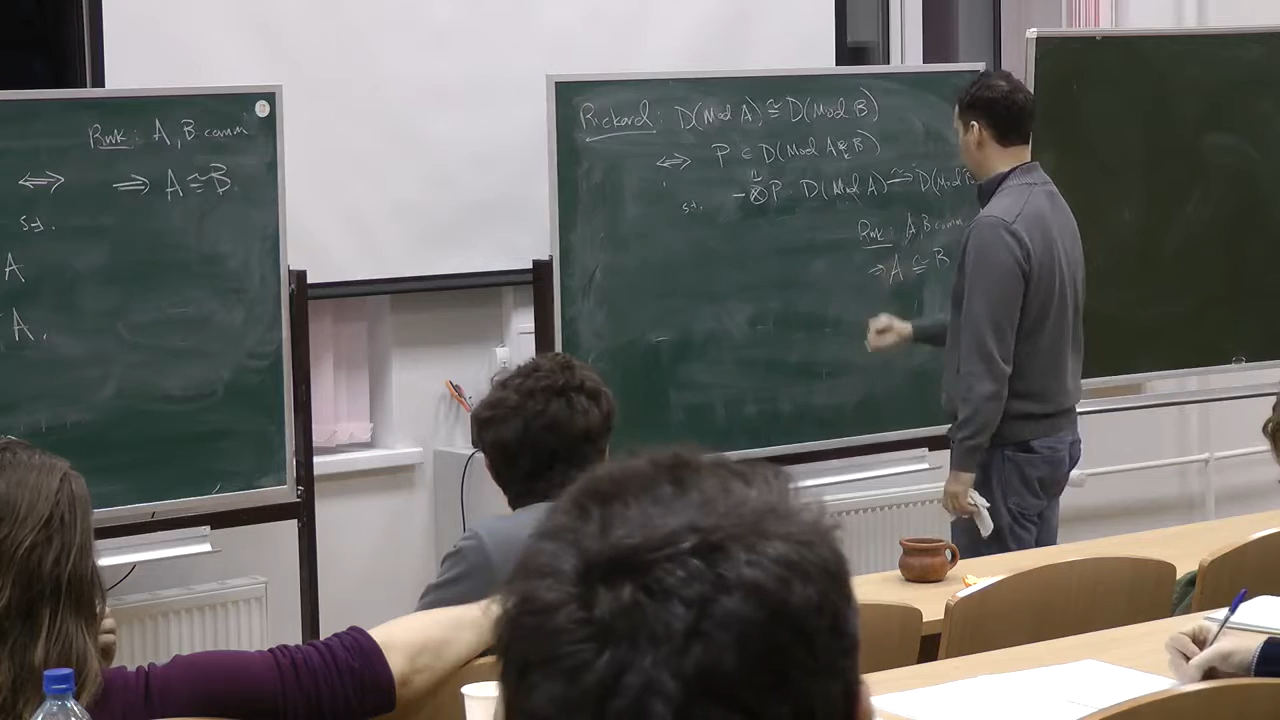 Rmk: A, B comm
⟺ ⟹ A ≅ B.
s.t.
A
A.
Rickard: D(Mod A) ≅ D(Mod B)
⟺ P ∈ D(Mod A ⊗ B)
- ⊗ P : D(Mod A) ≅ D(Mod B
s.t.
Rmk: A, B comm
⇒ A ≅ B